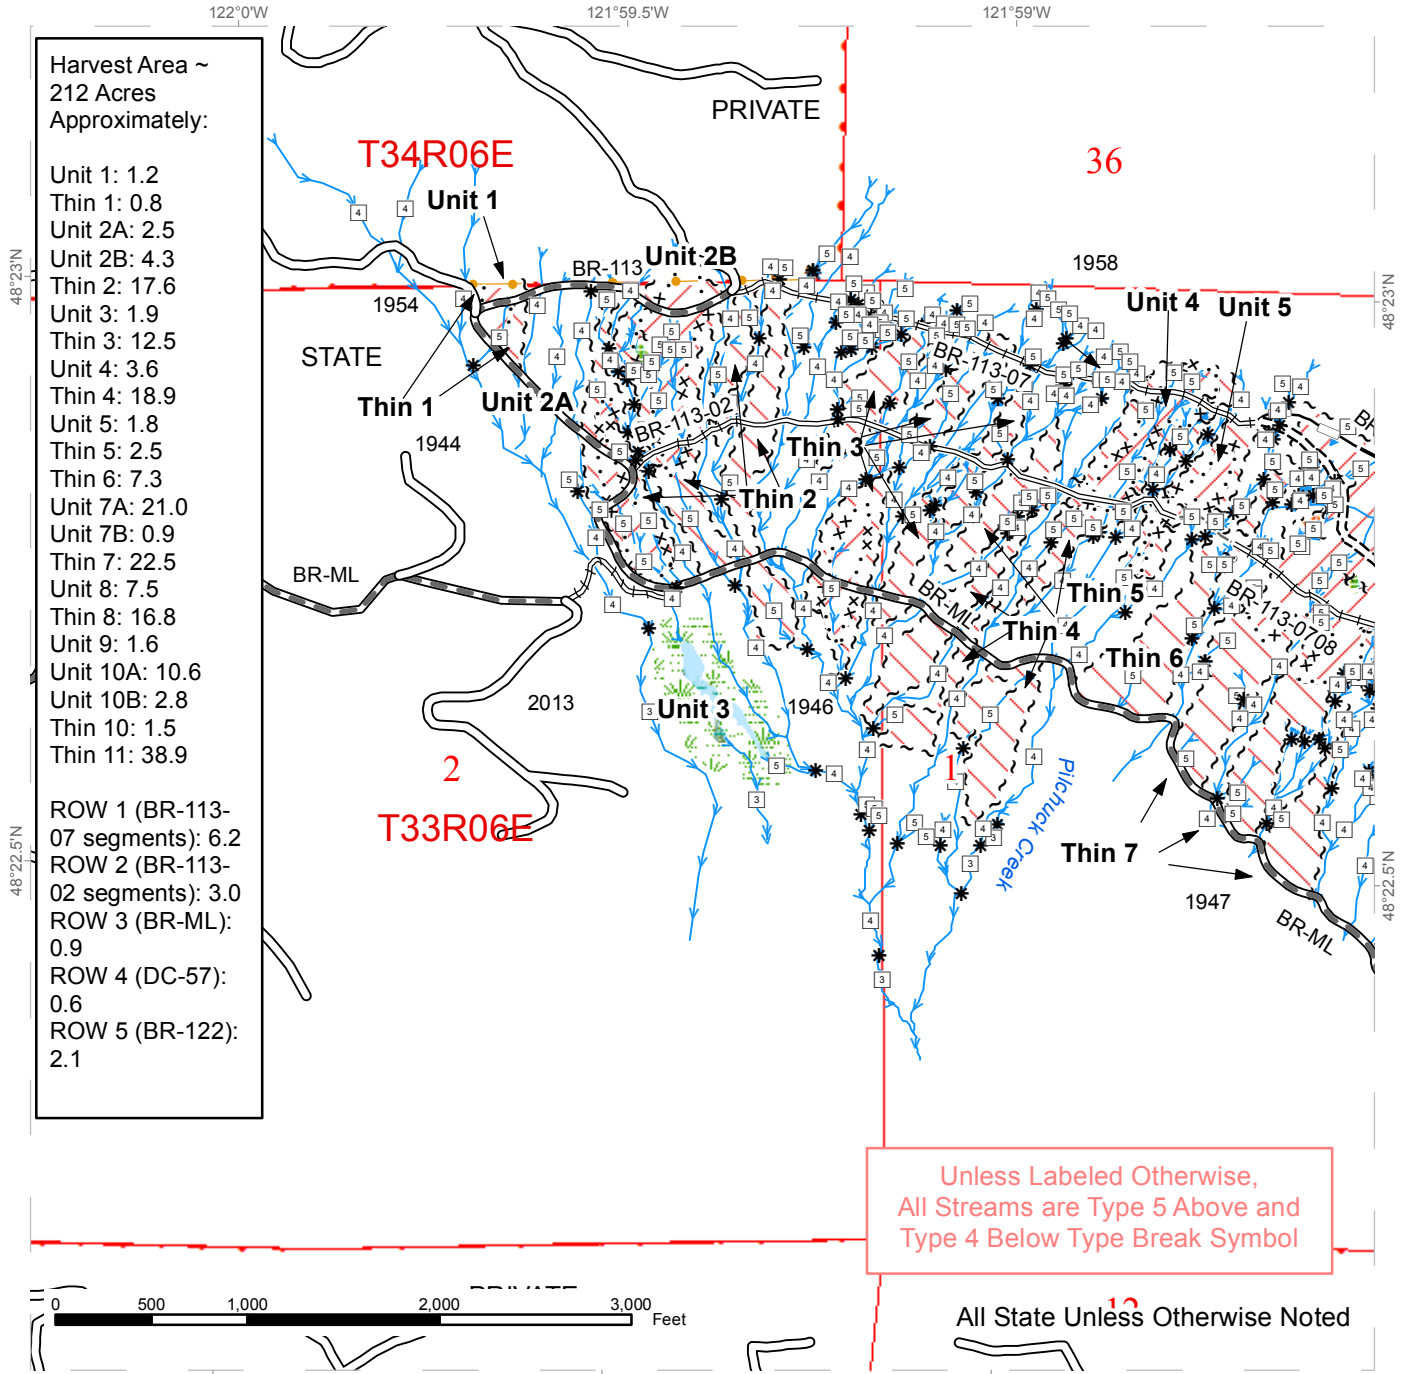 122°0'W
121°59.5'W
121°59'W
Harvest Area ~
212 Acres
Approximately:
Unit 1: 1.2
Thin 1: 0.8
Unit 2A: 2.5
Unit 2B: 4.3
Thin 2: 17.6
Unit 3: 1.9
Thin 3: 12.5
Unit 4: 3.6
Thin 4: 18.9
Unit 5: 1.8
Thin 5: 2.5
Thin 6: 7.3
Unit 7A: 21.0
Unit 7B: 0.9
Thin 7: 22.5
Unit 8: 7.5
Thin 8: 16.8
Unit 9: 1.6
Unit 10A: 10.6
Unit 10B: 2.8
Thin 10: 1.5
Thin 11: 38.9
ROW 1 (BR-113-
07 segments): 6.2
ROW 2 (BR-113-
02 segments): 3.0
ROW 3 (BR-ML):
0.9
ROW 4 (DC-57):
0.6
ROW 5 (BR-122):
2.1
PRIVATE
T34R06E
36
Unit 1
Unit 2B
BR-113
1958
48°23'N
48°23'N
1954
Unit 4
Unit 5
STATE
BR-113-07
Thin 1
Unit 2A
BR-113-02
1944
Thin 3
Thin 2
BR-ML
BR-ML
Thin 5
BR-113-0708
Thin 4
Thin 6
2013
Unit 3
1946
2
1
Pilchuck Creek
T33R06E
Thin 7
48°22.5'N
48°22.5'N
1947
BR-ML
Unless Labeled Otherwise,
All Streams are Type 5 Above and
Type 4 Below Type Break Symbol
PRIVATE
12
0 500 1,000 2,000 3,000
Feet
All State Unless Otherwise Noted